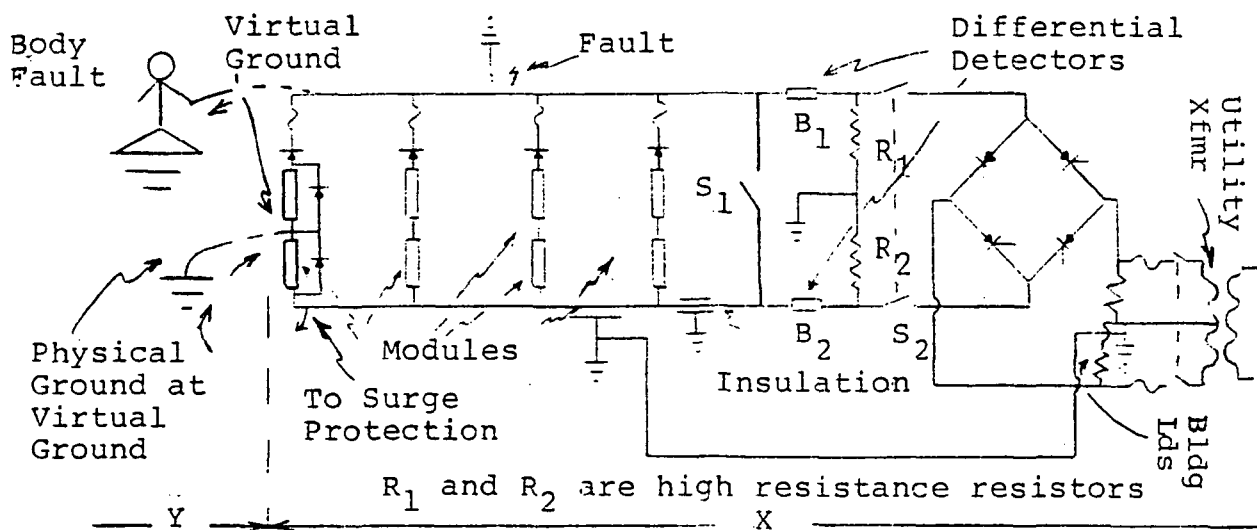 Body
Fault
Virtual
Ground
Fault
Differential
Detectors
Utility
Xfmr
B1
R1
S1
R2
B2
S2
Physical
Ground at
Virtual
Ground
Modules
To Surge
Protection
Insulation
Bldg
Lds
R1 and R2 are high resistance resistors
Y
X